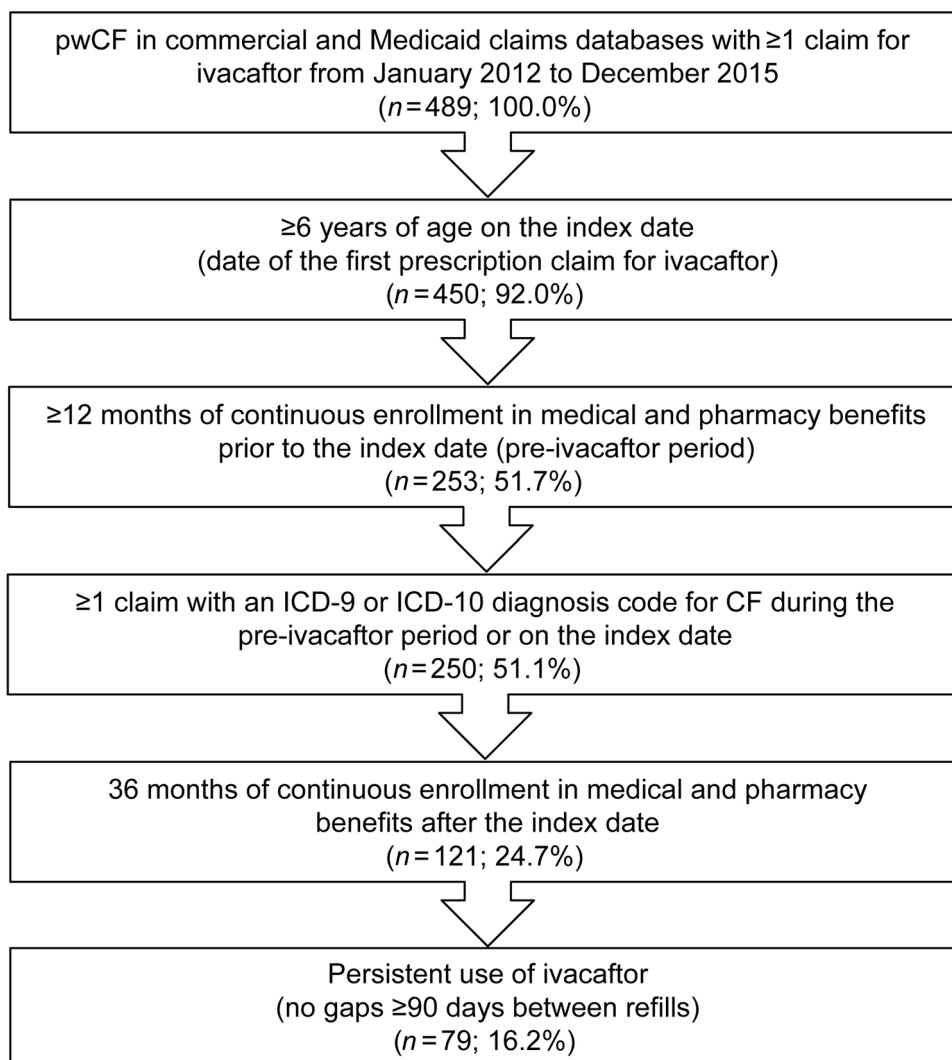 pwCF in commercial and Medicaid claims databases with ≥1 claim for
ivacaftor from January 2012 to December 2015
(n=489; 100.0%)
≥6 years of age on the index date
(date of the first prescription claim for ivacaftor)
(n=450; 92.0%)
≥12 months of continuous enrollment in medical and pharmacy benefits
prior to the index date (pre-ivacaftor period)
(n=253; 51.7%)
≥1 claim with an ICD-9 or ICD-10 diagnosis code for CF during the
pre-ivacaftor period or on the index date
(n=250; 51.1%)
36 months of continuous enrollment in medical and pharmacy
benefits after the index date
(n=121; 24.7%)
Persistent use of ivacaftor
(no gaps ≥90 days between refills)
(n=79; 16.2%)